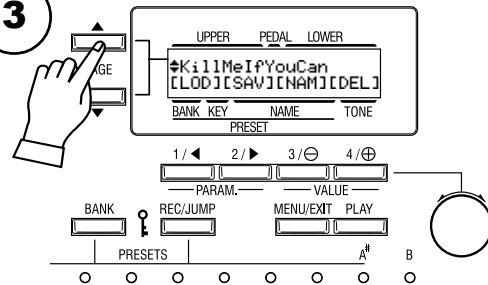 3
UPPER PEDAL LOWER
KillMeIfYouCan
[LOD][SAV][NAM][DEL]
BANK KEY NAME TONE
PRESET
AGE
1/◀ 2/▶ 3/⊖ 4/⊕
PARAM. VALUE
BANK REC/JUMP MENU/EXIT PLAY
PRESETS
A# B